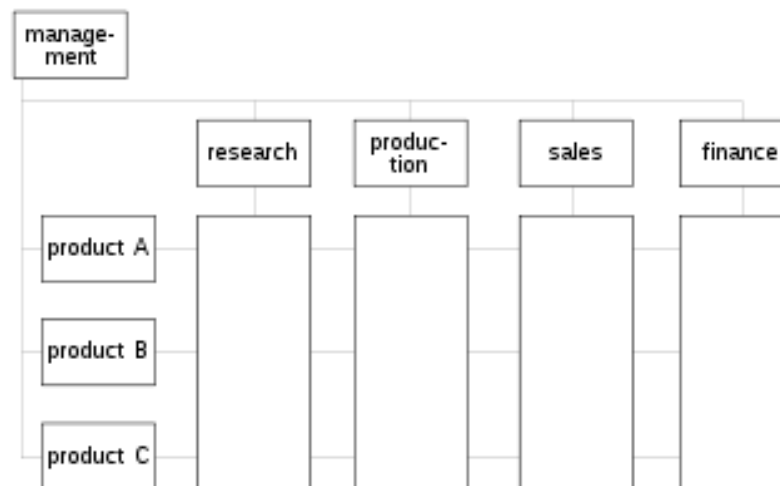 manage-
ment
research
produc-
tion
sales
finance
product A
product B
product C